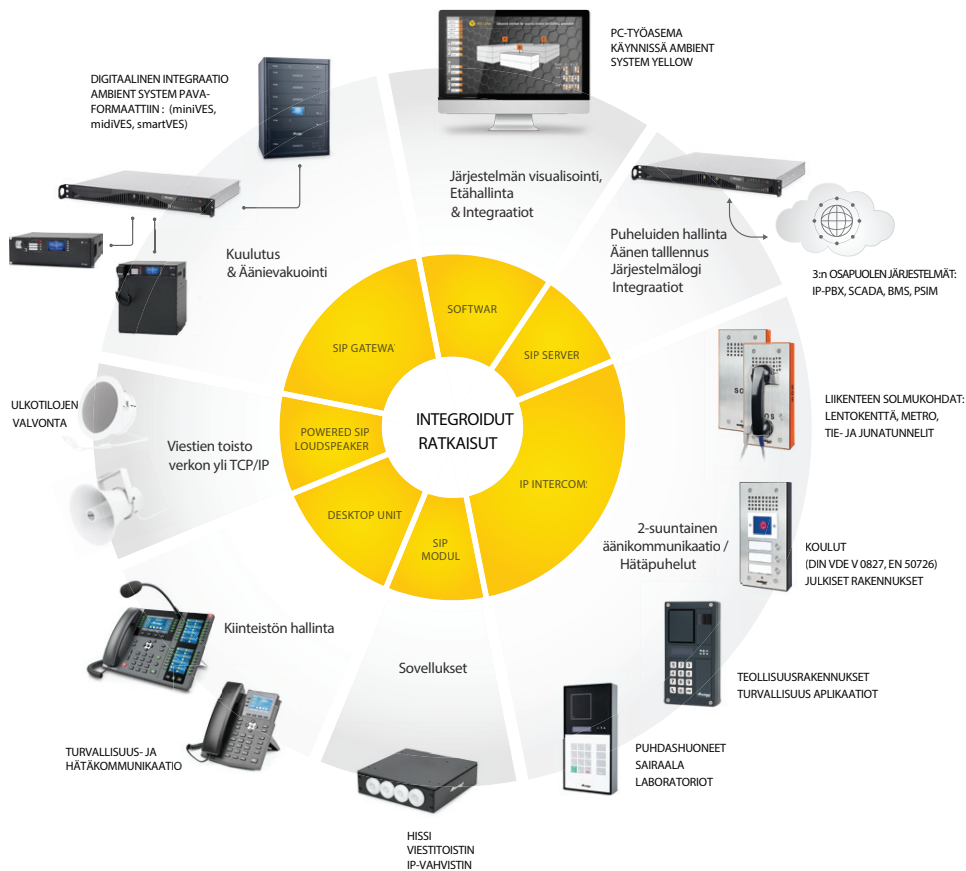 PC-TYÖASEMA
KÄYNNISSÄ AMBIENT
SYSTEM YELLOW
DIGITAALINEN INTEGRAATIO
AMBIENT SYSTEM PAVA-
FORMAATTIIN : (miniVES,
midiVES, smartVES)
Järjestelmän visualisointi,
Etähallinta
& Integraatiot
Kuulutus
& Äänievakuointi
Puheluiden hallinta
Äänen talllennus
Järjestelmälogi
Integraatiot
3:n OSAPUOLEN JÄRJESTELMÄT:
IP-PBX, SCADA, BMS, PSIM
SOFTWAR
SIP GATEWA
SIP SERVER
ULKOTILOJEN
VALVONTA
Viestien toisto
verkon yli TCP/IP
POWERED SIP
LOUDSPEAKER
INTEGROIDUT
RATKAISUT
IP INTERCOMS
DESKTOP UNIT
SIP
MODUL
LIIKENTEEN SOLMUKOHDAT:
LENTOKENTTÄ, METRO,
TIE- JA JUNATUNNELIT
2-suuntainen
äänikommunikaatio /
Hätäpuhelut
KOULUT
(DIN VDE V 0827, EN 50726)
JULKISET RAKENNUKSET
Kiinteistön hallinta
Sovellukset
TEOLLISUUSRAKENNUKSET
TURVALLISUUS APLIKAATIOT
TURVALLISUUS- JA
HÄTÄKOMMUNIKAATIO
PUHDASHUONEET
SAIRAALA
LABORATORIOT
HISSI
VIESTITOISTIN
IP-VAHVISTIN